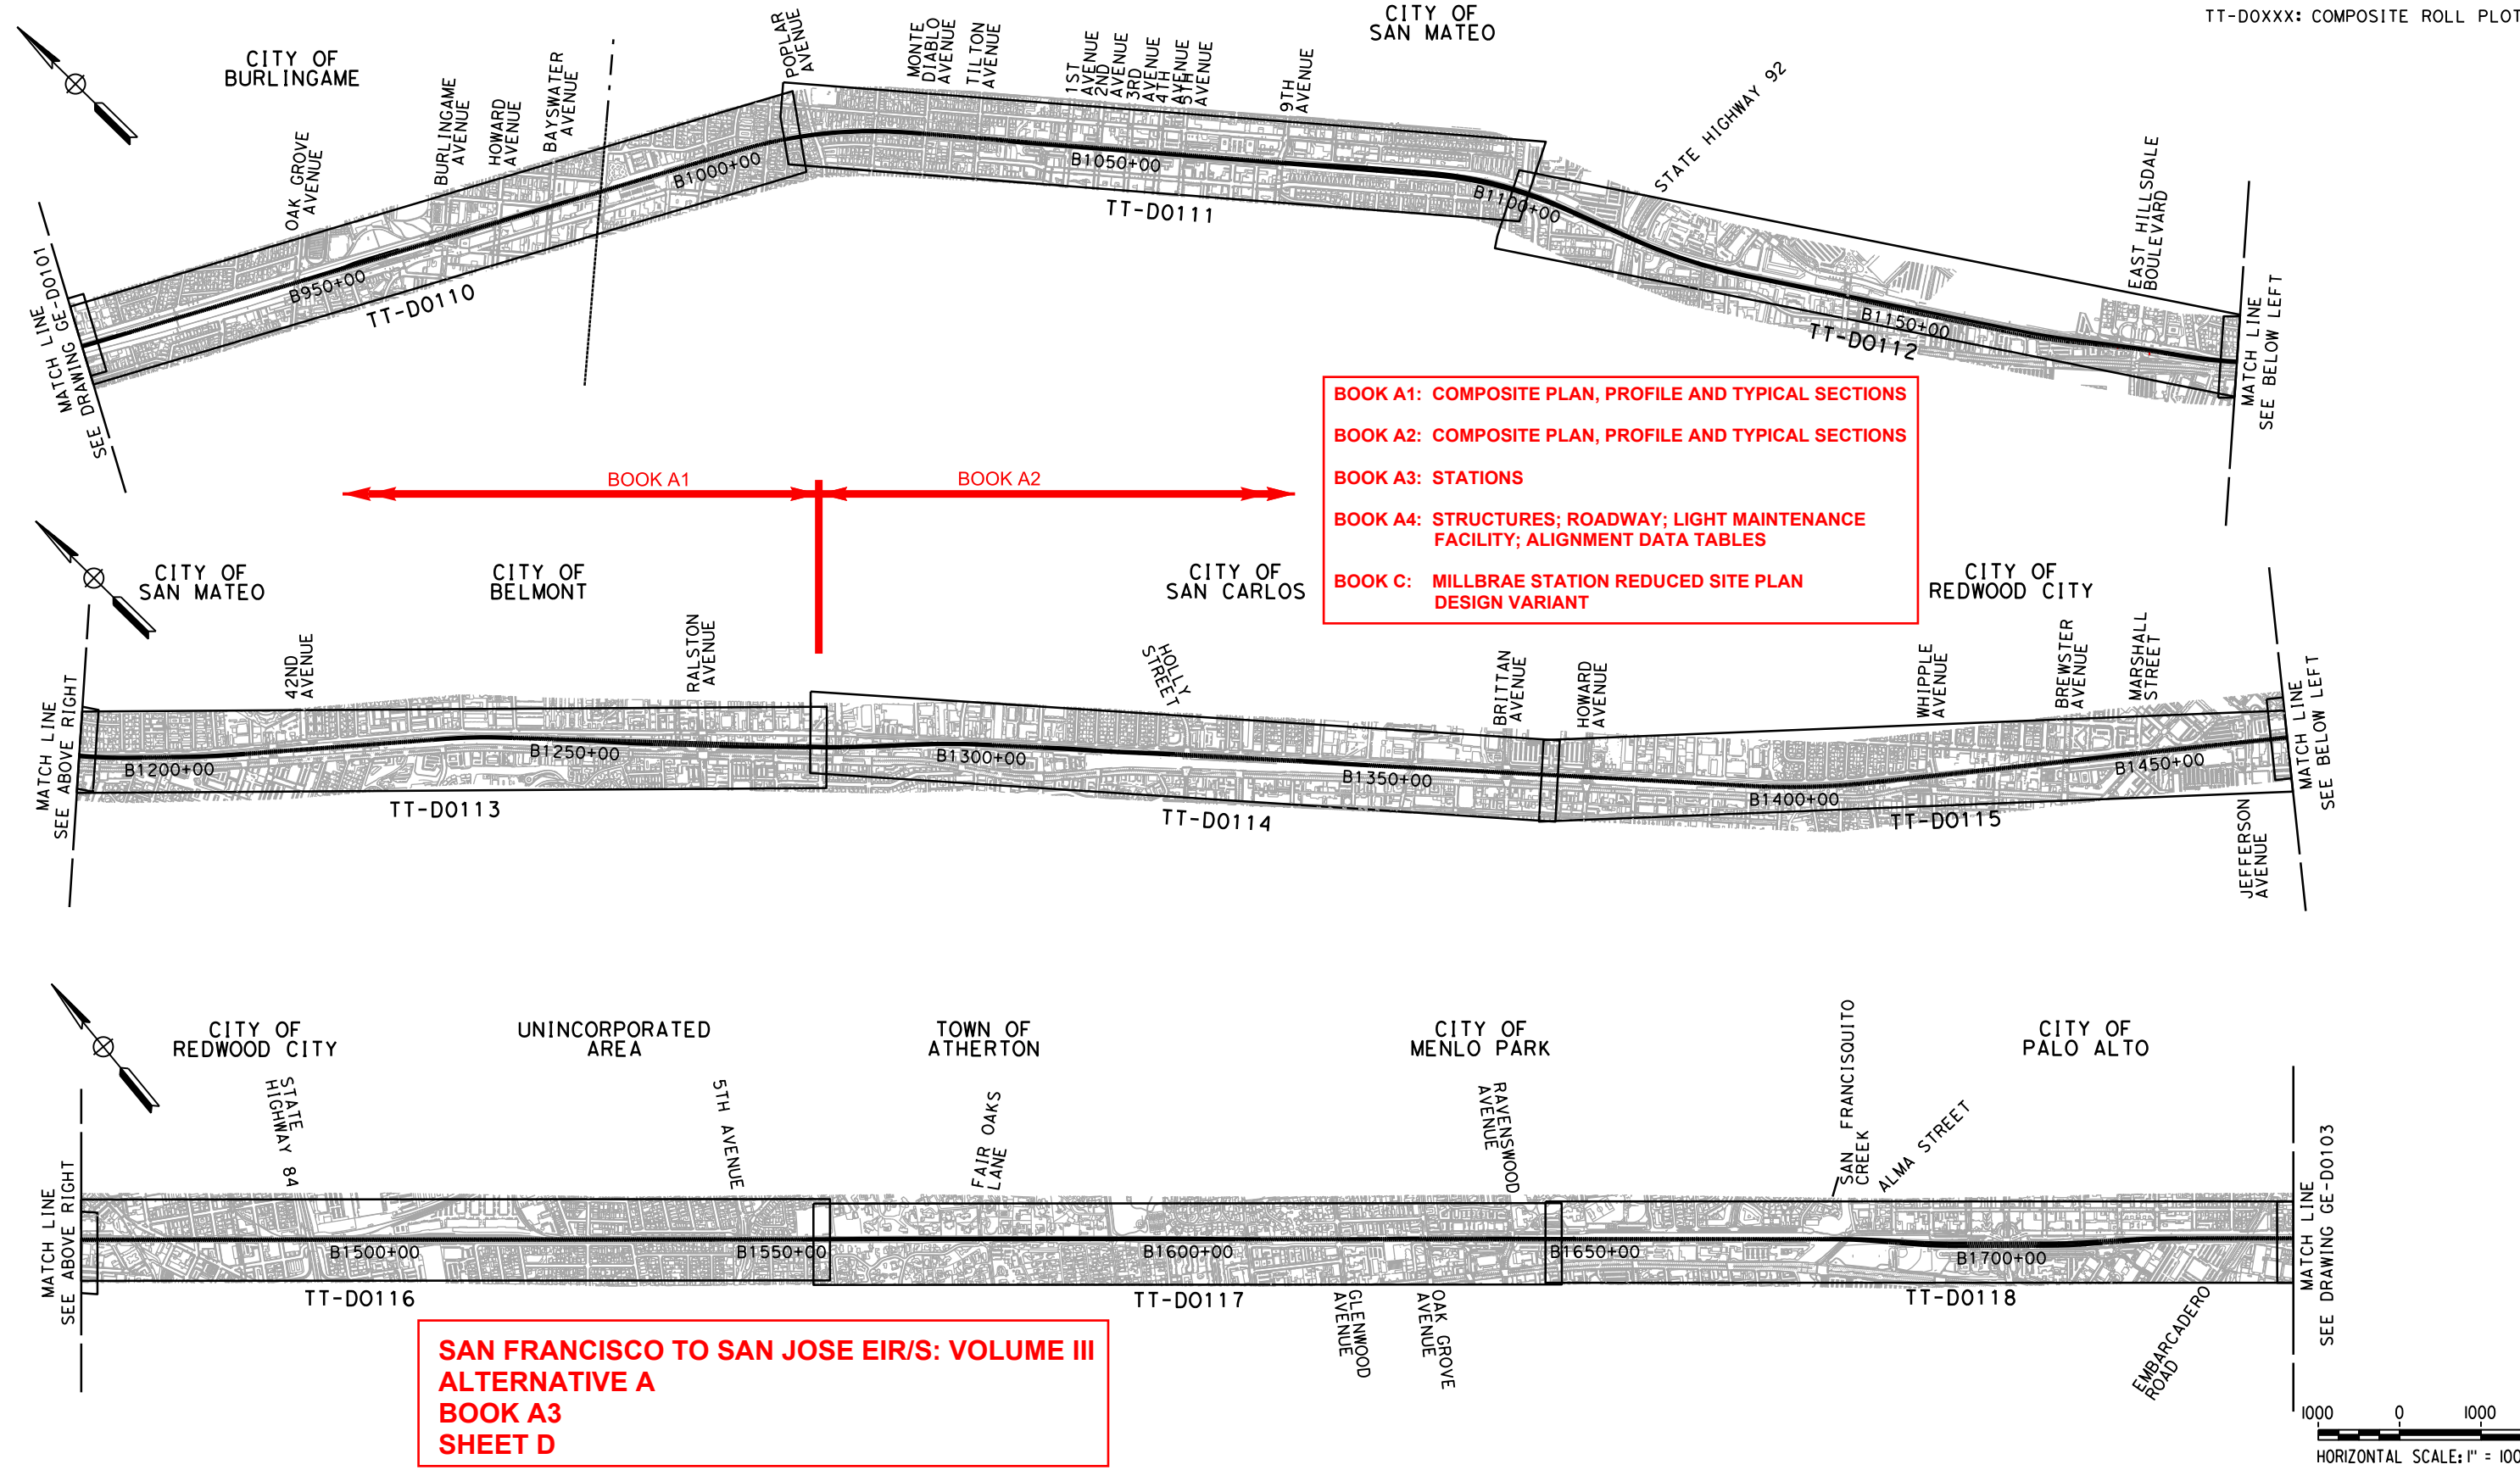 TT-D0XXX: COMPOSITE ROLL PLOT
CITY OF
BURLINGAME
CITY OF
SAN MATEO
OAK GROVE
AVENUE
BURLINGAME
AVENUE
HOWARD
AVENUE
BAYSWATER
AVENUE
POPLAR
AVENUE
MONTE
DIABLO
AVENUE
TILTON
AVENUE
1ST
AVENUE
2ND
AVENUE
3RD
AVENUE
4TH
AVENUE
5TH
AVENUE
9TH
AVENUE
STATE HIGHWAY 92
EAST HILLSDALE
BOULEVARD
MATCH LINE
SEE DRAWING GE-D0101
B950+00
B1000+00
B1050+00
B1100+00
B1150+00
TT-D0110
TT-D0111
TT-D0112
MATCH LINE
SEE BELOW LEFT
BOOK A1: COMPOSITE PLAN, PROFILE AND TYPICAL SECTIONS
BOOK A2: COMPOSITE PLAN, PROFILE AND TYPICAL SECTIONS
BOOK A3: STATIONS
BOOK A4: STRUCTURES; ROADWAY; LIGHT MAINTENANCE
FACILITY; ALIGNMENT DATA TABLES
BOOK C: MILLBRAE STATION REDUCED SITE PLAN
DESIGN VARIANT
BOOK A1
BOOK A2
CITY OF
SAN MATEO
CITY OF
BELMONT
CITY OF
SAN CARLOS
CITY OF
REDWOOD CITY
42ND
AVENUE
RALSTON
AVENUE
HOLLY
STREET
BRITTAN
AVENUE
HOWARD
AVENUE
WHIPPLE
AVENUE
BREWSTER
AVENUE
MARSHALL
STREET
MATCH LINE
SEE ABOVE RIGHT
B1200+00
B1250+00
B1300+00
B1350+00
B1400+00
B1450+00
TT-D0113
TT-D0114
TT-D0115
JEFFERSON
AVENUE
MATCH LINE
SEE BELOW LEFT
CITY OF
REDWOOD CITY
UNINCORPORATED
AREA
TOWN OF
ATHERTON
CITY OF
MENLO PARK
CITY OF
PALO ALTO
STATE
HIGHWAY 84
5TH AVENUE
FAIR OAKS
LANE
RAVENSWOOD
AVENUE
SAN FRANCISQUITO
CREEK
ALMA STREET
MATCH LINE
SEE ABOVE RIGHT
B1500+00
B1550+00
B1600+00
B1650+00
B1700+00
TT-D0116
TT-D0117
TT-D0118
GLENWOOD
AVENUE
OAK GROVE
AVENUE
EMBARCADERO
ROAD
MATCH LINE
SEE DRAWING GE-D0103
SAN FRANCISCO TO SAN JOSE EIR/S: VOLUME III
ALTERNATIVE A
BOOK A3
SHEET D
1000 0 1000
HORIZONTAL SCALE: 1" = 100